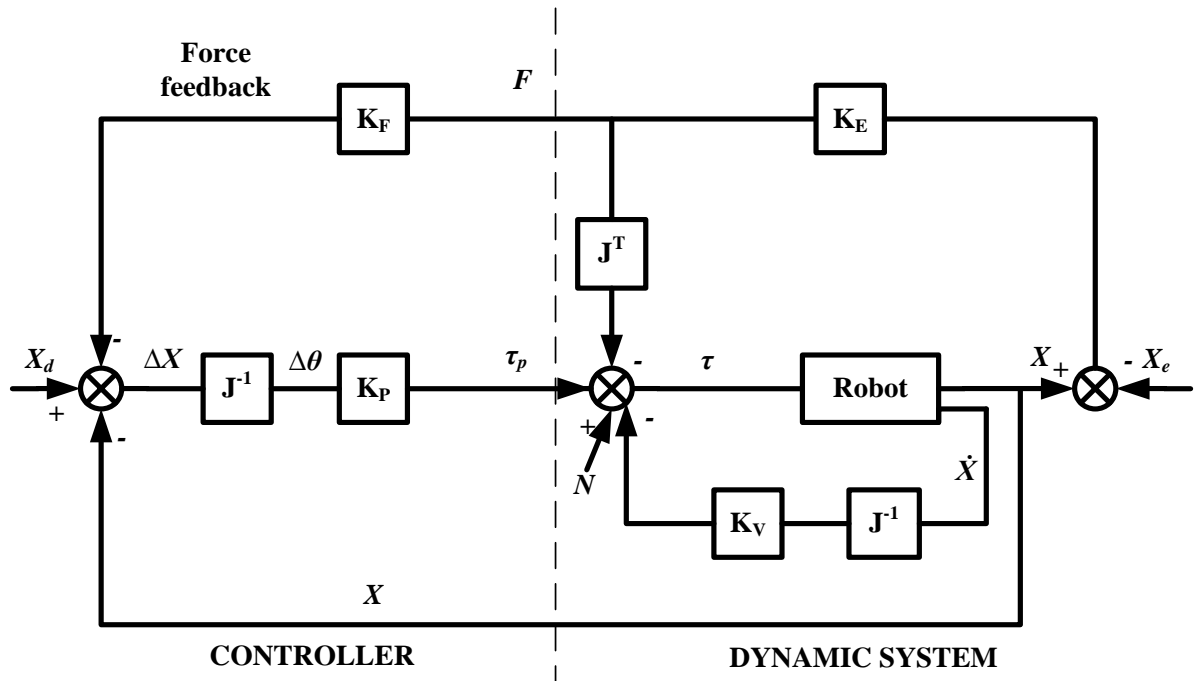 Force
feedback
F
K_F
K_E
J^T
-
-
-
X_d
ΔX
Δθ
τ_p
τ
X
+
X_e
J^-1
K_P
Robot
+
-
+
-
N
Ẋ
K_V
J^-1
X
CONTROLLER
DYNAMIC SYSTEM